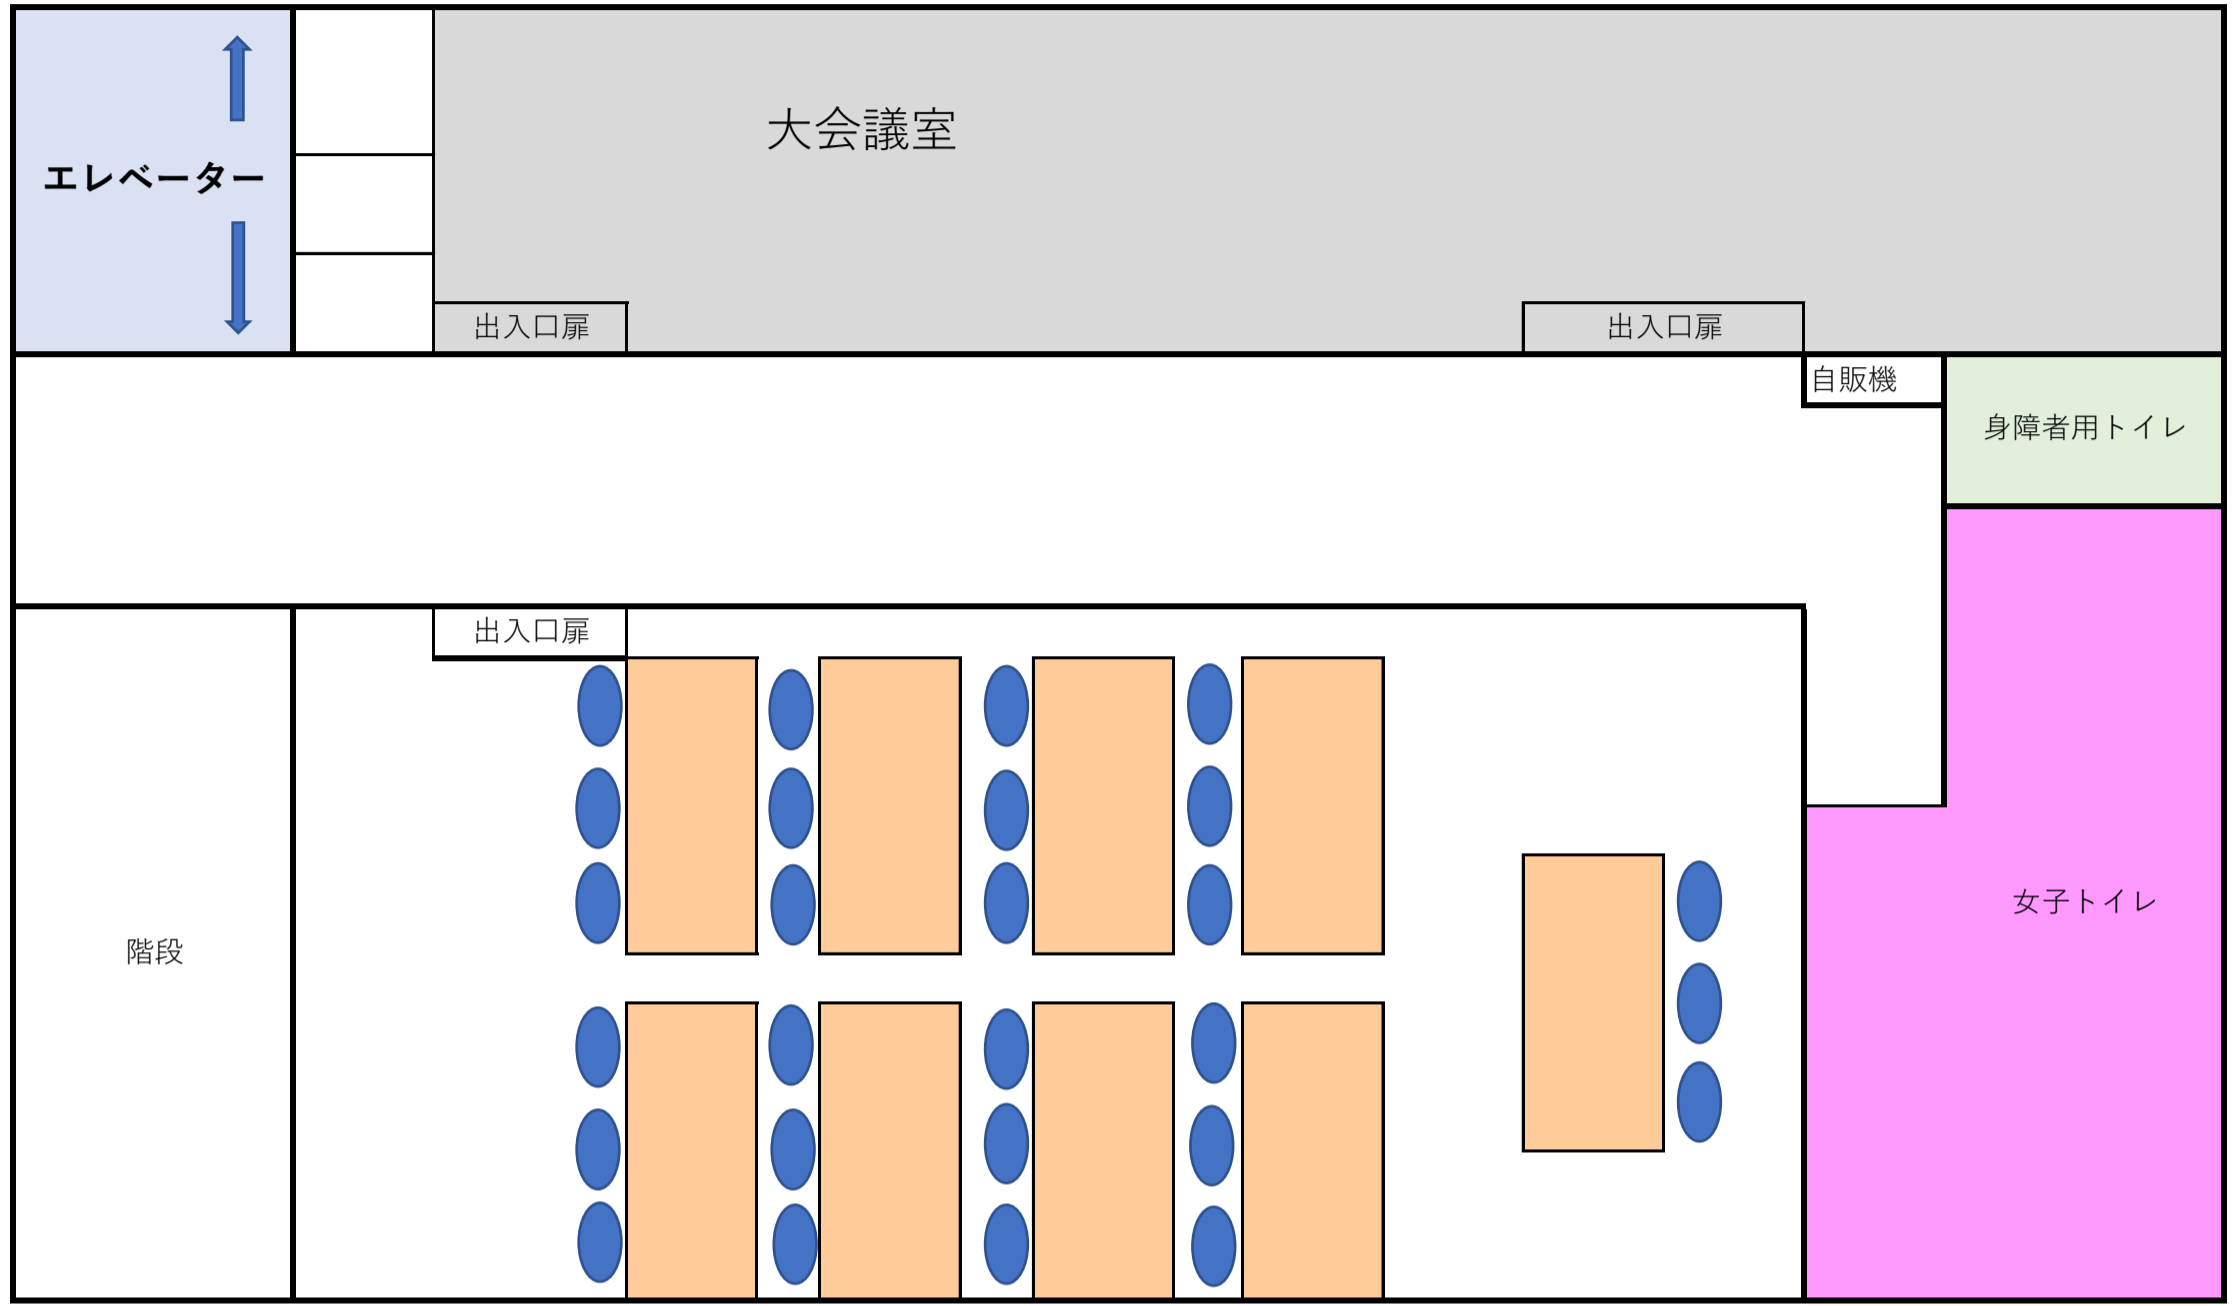 大会議室
エレベーター
出入口扉
出入口扉
自販機
身障者用トイレ
出入口扉
女子トイレ
階段